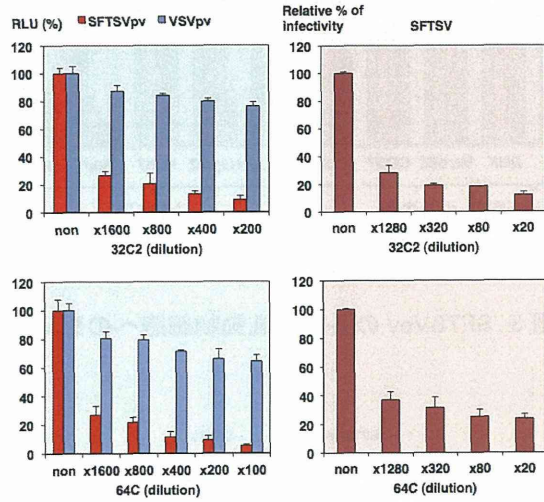 RLU (%) SFTSVpv VSVpv
120
100
80
60
40
20
0
non x1600 x800 x400 x200
32C2 (dilution)
Relative % of
infectivity SFTSV
120
100
80
60
40
20
0
non x1280 x320 x80 x20
32C2 (dilution)
120
100
80
60
40
20
0
non x1600 x800 x400 x200 x100
64C (dilution)
120
100
80
60
40
20
0
non x1280 x320 x80 x20
64C (dilution)